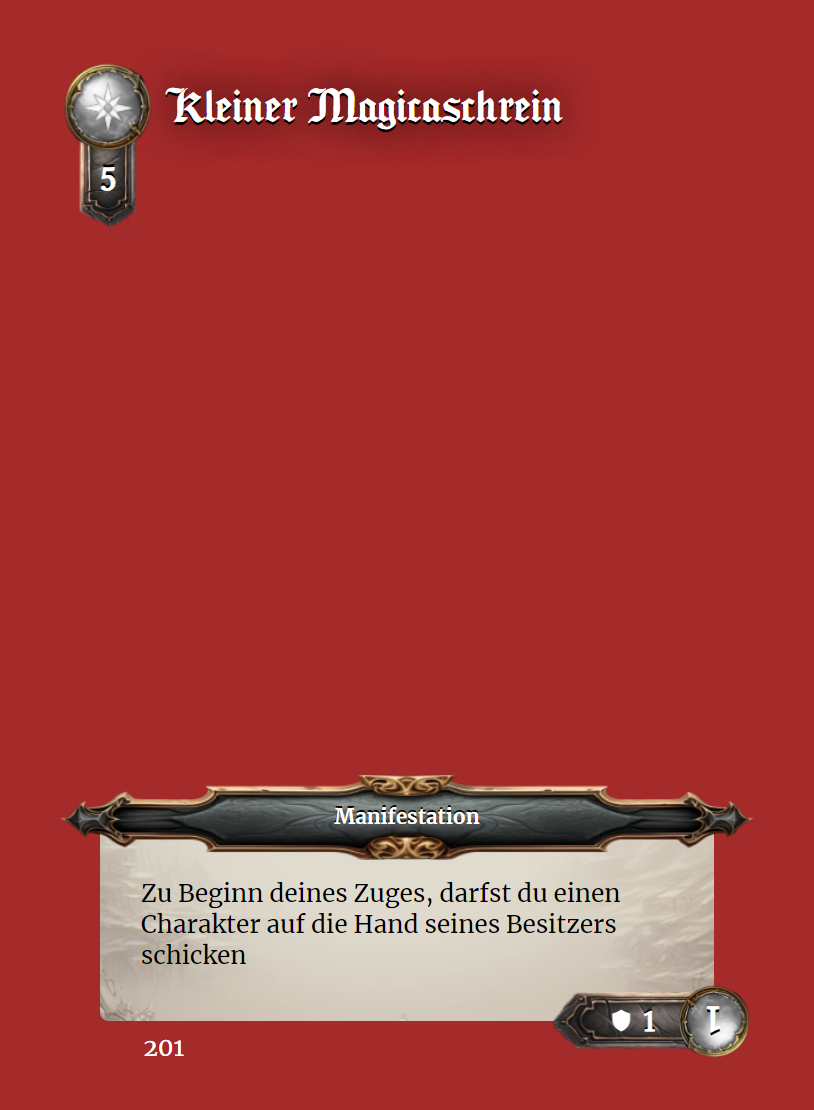 Kleiner Magicaschrein
5
Manifestation
Zu Beginn deines Zuges, darfst du einen
Charakter auf die Hand seines Besitzers
schicken
1
1
201